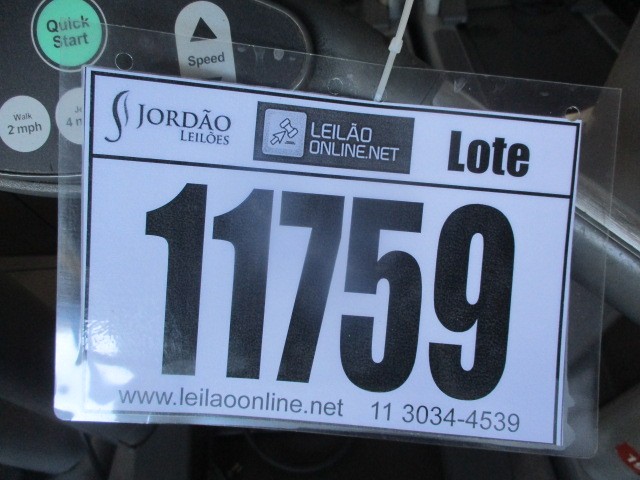 Quick
Start
Speed
Walk
2 mph
JORDÃO
LEILÕES
LEILÃO
ONLINE.NET
Lote
11759
www.leilaoonline.net 11 3034-4539